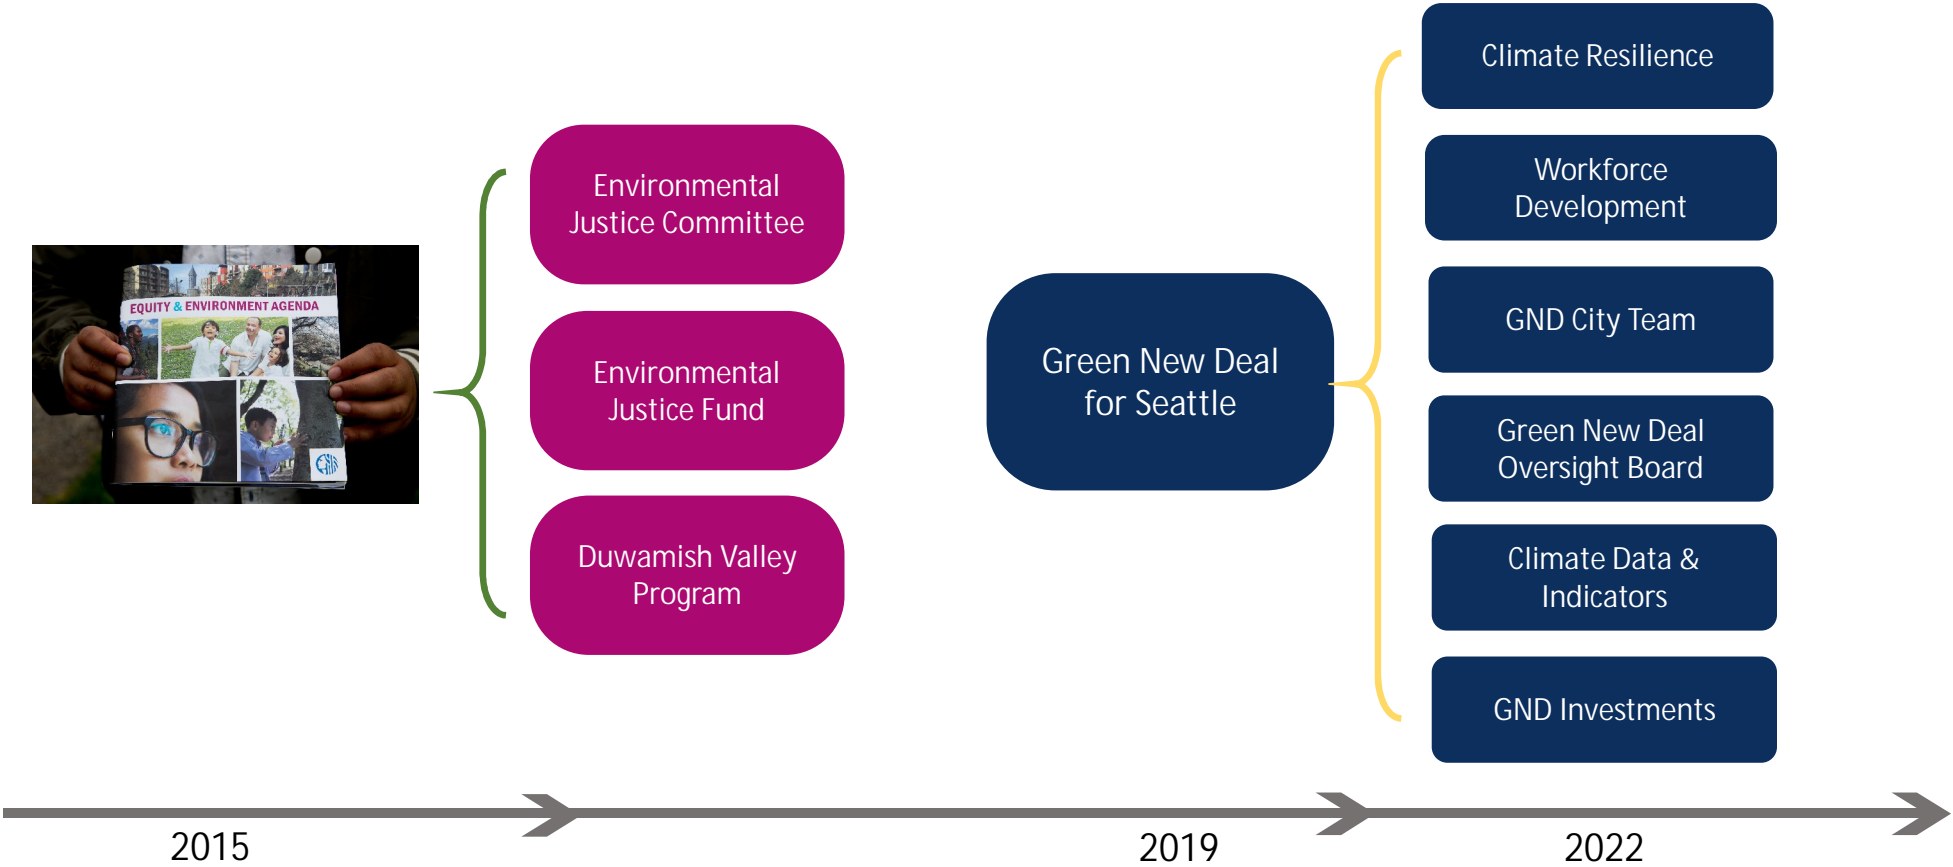 EQUITY & ENVIRONMENT AGENDA
Environmental
Justice Committee
Environmental
Justice Fund
Duwamish Valley
Program
Green New Deal
for Seattle
Climate Resilience
Workforce
Development
GND City Team
Green New Deal
Oversight Board
Climate Data &
Indicators
GND Investments
2015
2019
2022